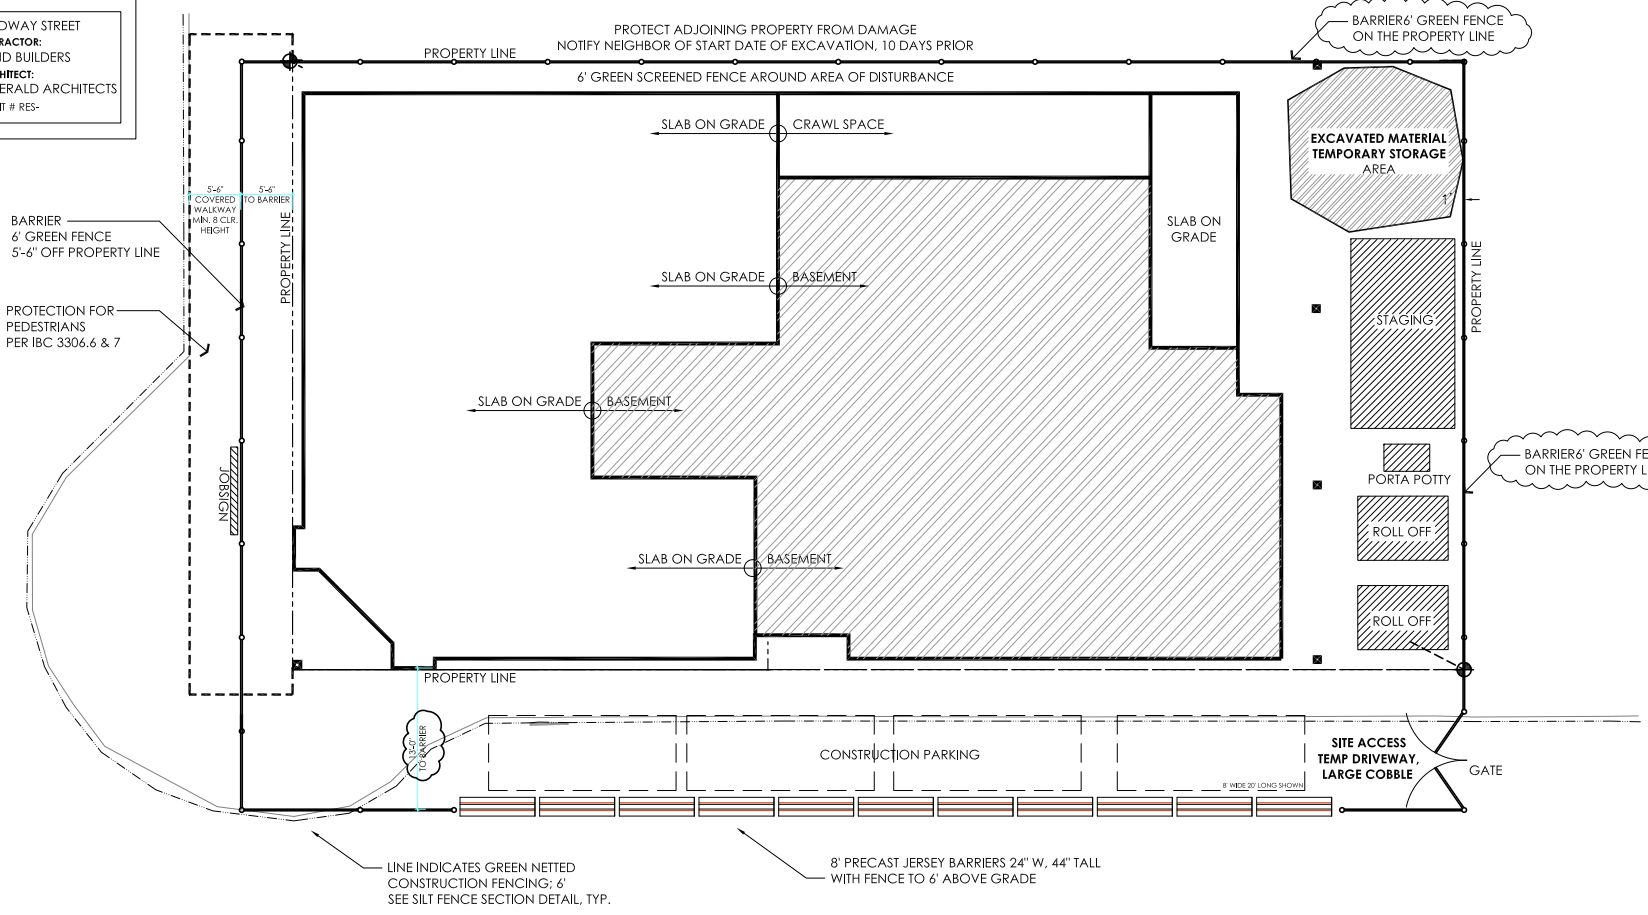 DWAY STREET
RACTOR:
ND BUILDERS
HITECT:
ERALD ARCHITECTS
IT # RES-
PROTECT ADJOINING PROPERTY FROM DAMAGE
NOTIFY NEIGHBOR OF START DATE OF EXCAVATION, 10 DAYS PRIOR
PROPERTY LINE
6' GREEN SCREENED FENCE AROUND AREA OF DISTURBANCE
BARRIER6' GREEN FENCE
ON THE PROPERTY LINE
SLAB ON GRADE
CRAWL SPACE
EXCAVATED MATERIAL
TEMPORARY STORAGE
AREA
1'
5'-6"
COVERED
WALKWAY
MIN. 8 CLR.
HEIGHT
5'-6"
TO BARRIER
PROPERTY LINE
BARRIER
6' GREEN FENCE
5'-6" OFF PROPERTY LINE
SLAB ON
GRADE
SLAB ON GRADE
BASEMENT
PROPERTY LINE
PROTECTION FOR
PEDESTRIANS
PER IBC 3306.6 & 7
STAGING
SLAB ON GRADE
BASEMENT
JOBSIGN
PORTA POTTY
BARRIER6' GREEN FE
ON THE PROPERTY L
ROLL OFF
SLAB ON GRADE
BASEMENT
ROLL OFF
PROPERTY LINE
13'-0"
TO BARRIER
CONSTRUCTION PARKING
8' WIDE 20' LONG SHOWN
SITE ACCESS
TEMP DRIVEWAY,
LARGE COBBLE
GATE
LINE INDICATES GREEN NETTED
CONSTRUCTION FENCING; 6'
SEE SILT FENCE SECTION DETAIL, TYP.
8' PRECAST JERSEY BARRIERS 24" W, 44" TALL
WITH FENCE TO 6' ABOVE GRADE